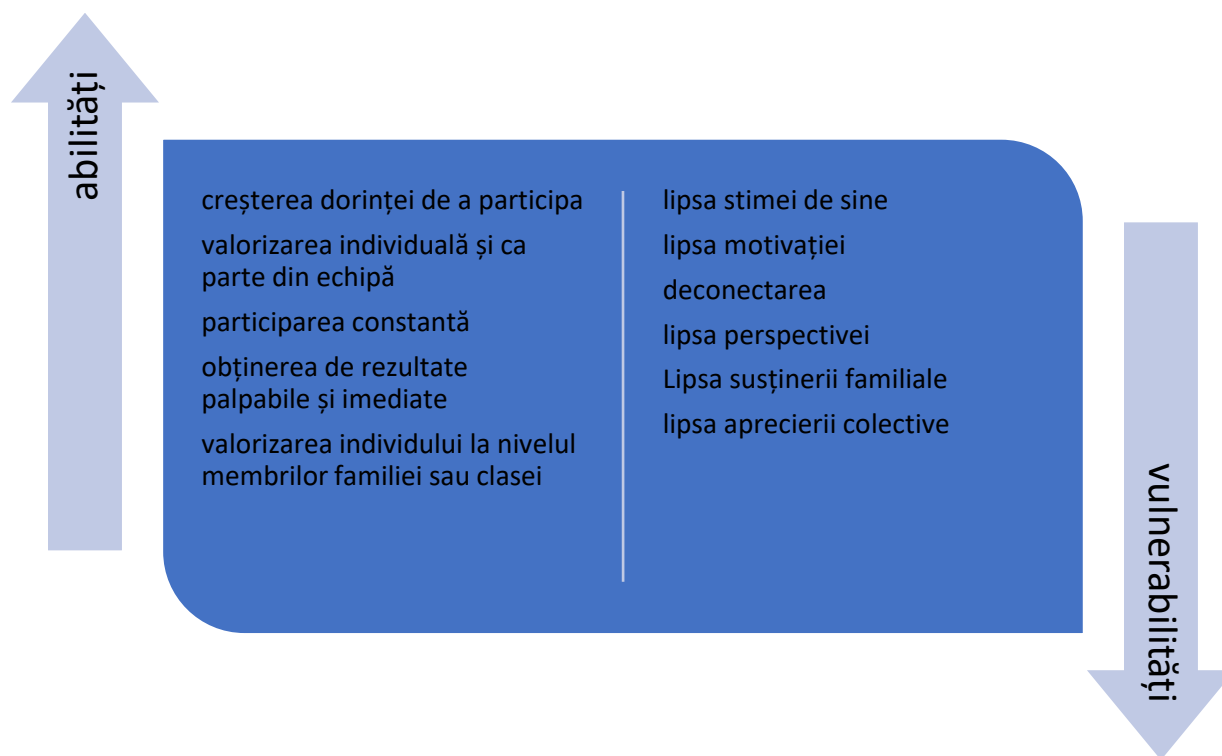 abilități
creșterea dorinței de a participa
valorizarea individuală și ca
parte din echipă
participarea constantă
obținerea de rezultate
palpabile și imediate
valorizarea individului la nivelul
membrilor familiei sau clasei
lipsa stimei de sine
lipsa motivației
deconectarea
lipsa perspectivei
Lipsa susținerii familiale
lipsa aprecierii colective
vulnerabilități